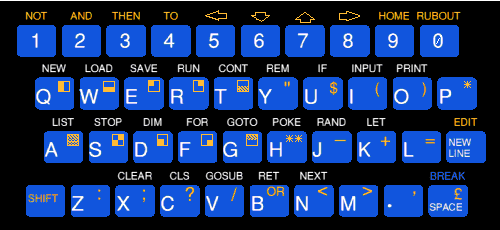 NOT AND THEN TO HOME RUBOUT
1 2 3 4 5 6 7 8 9 0
NEW LOAD SAVE RUN CONT REM IF INPUT PRINT
Q W E R T Y " U $ I ( O ) P *
LIST STOP DIM FOR GOTO POKE RAND LET EDIT
A S D F G H ** J − K + L = NEW LINE
CLEAR CLS GOSUB RET NEXT BREAK
SHIFT Z : X ; C ? V / B OR N < M > . , £ SPACE